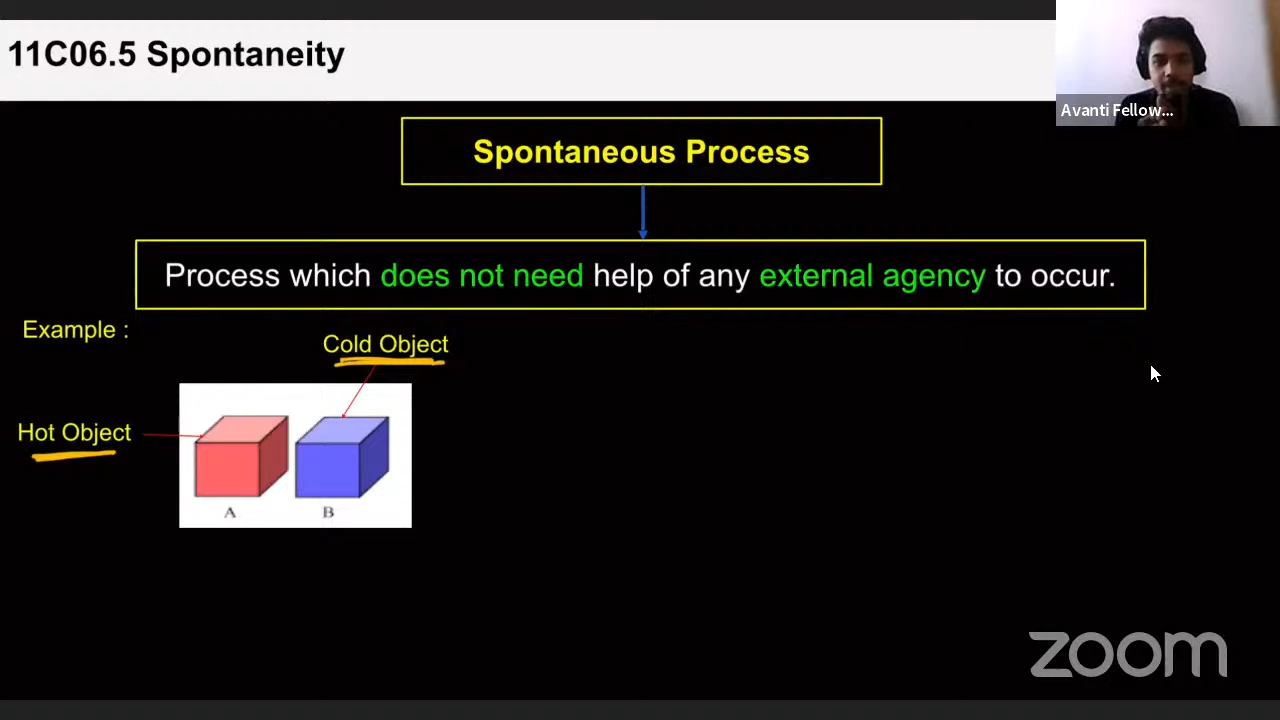 11C06.5 Spontaneity
Avanti Fellow...
Spontaneous Process
Process which does not need help of any external agency to occur.
Example :
Cold Object
Hot Object
A
B
zoom